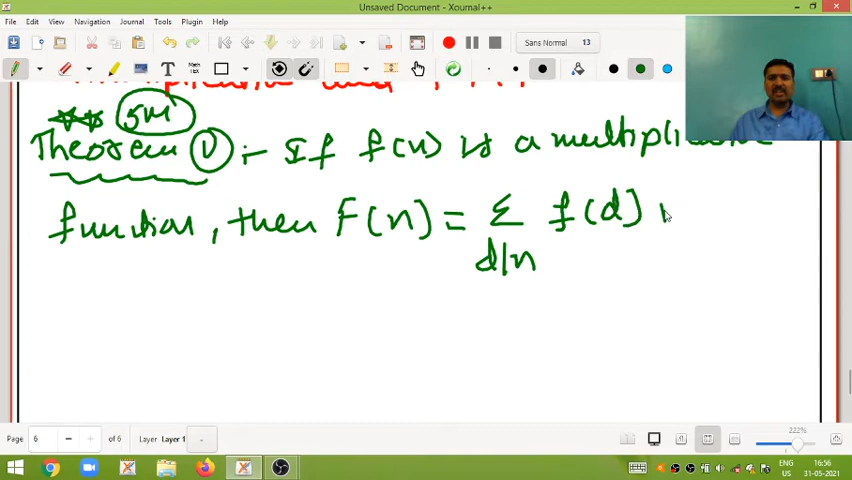 Unsaved Document - Xournal++
File Edit View Navigation Journal Tools Plugin Help
Sans Normal 13
** 5M
Theorem V :- If f(n) is a multiplicative
function, then F(n) = Σ f(d)
d|n
222%
Page 6 of 6 Layer Layer 1
ENG 16:56
US 31-05-2021